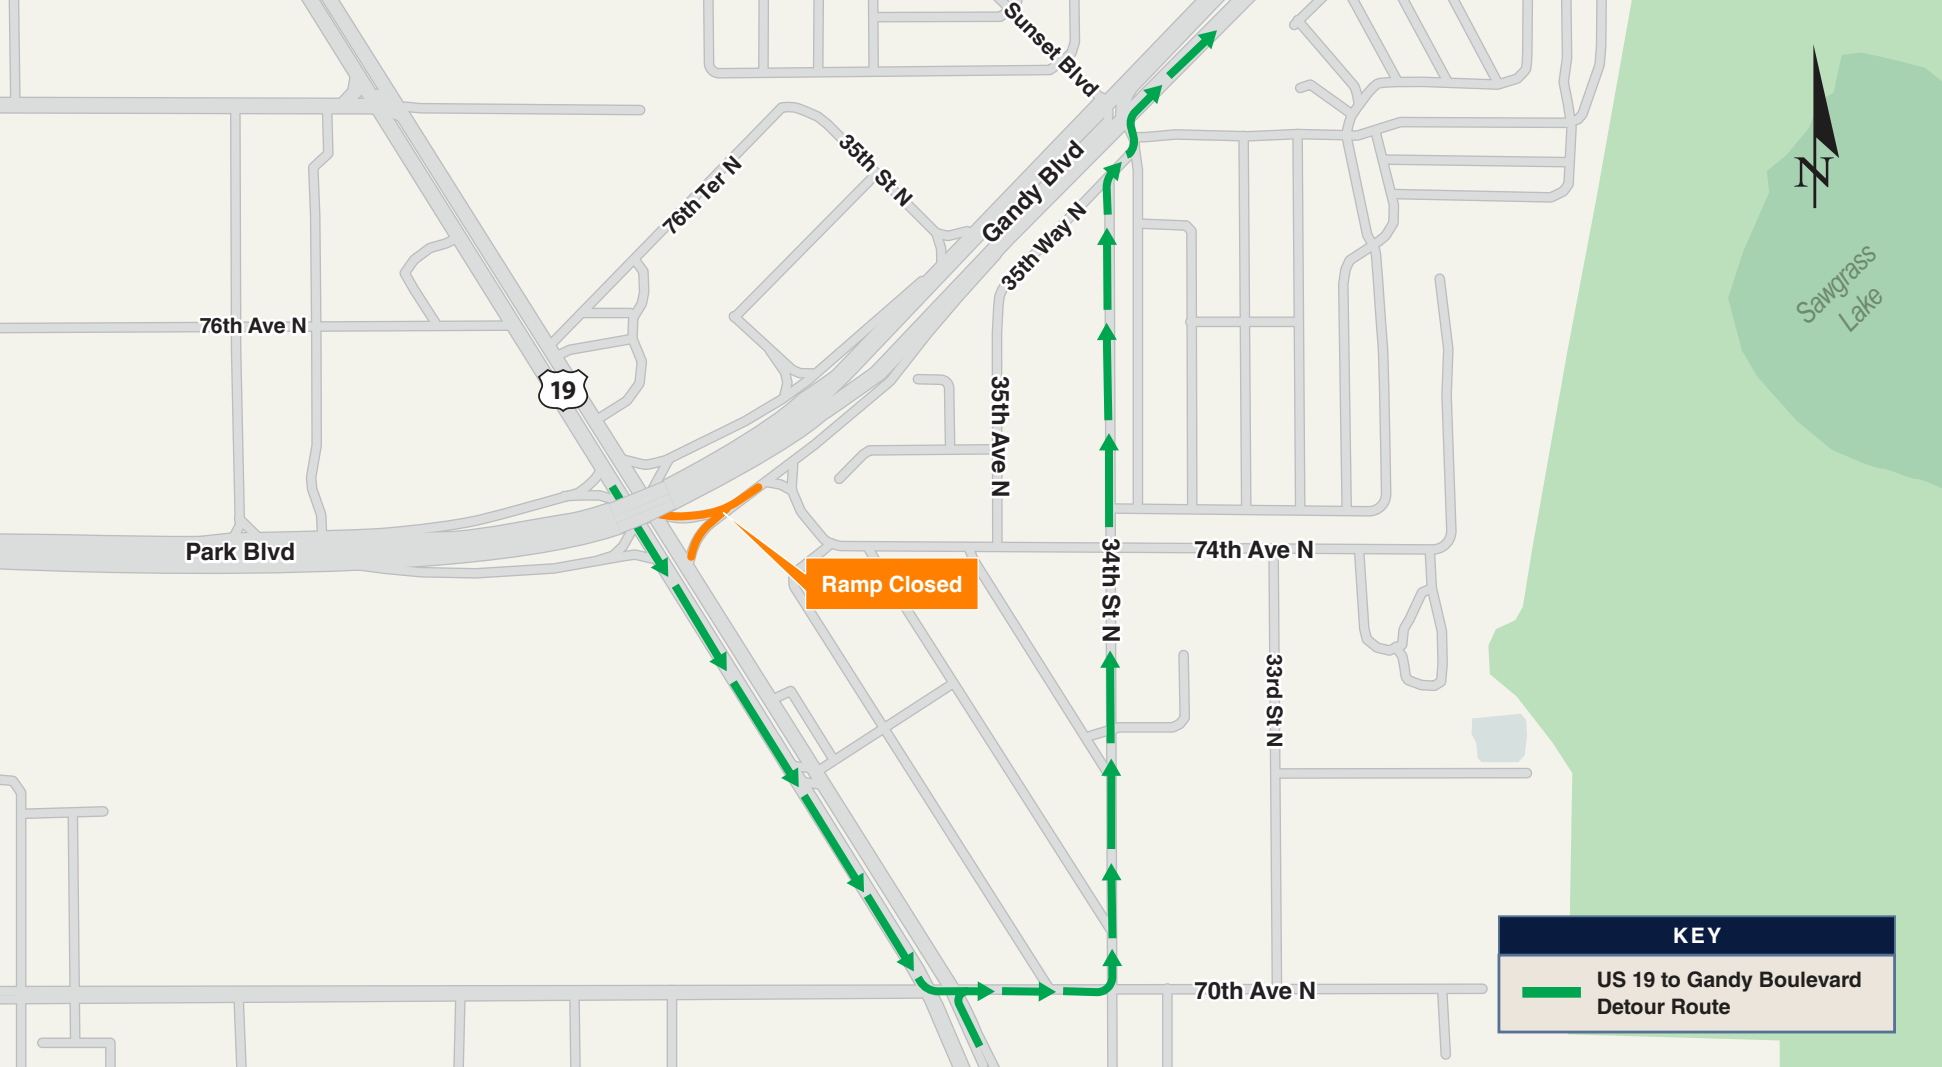 Sunset Blvd
35th St N
76th Ter N
Gandy Blvd
35th Way N
N
Sawgrass
Lake
76th Ave N
19
35th Ave N
Park Blvd
Ramp Closed
34th St N
74th Ave N
33rd St N
70th Ave N
KEY
US 19 to Gandy Boulevard
Detour Route